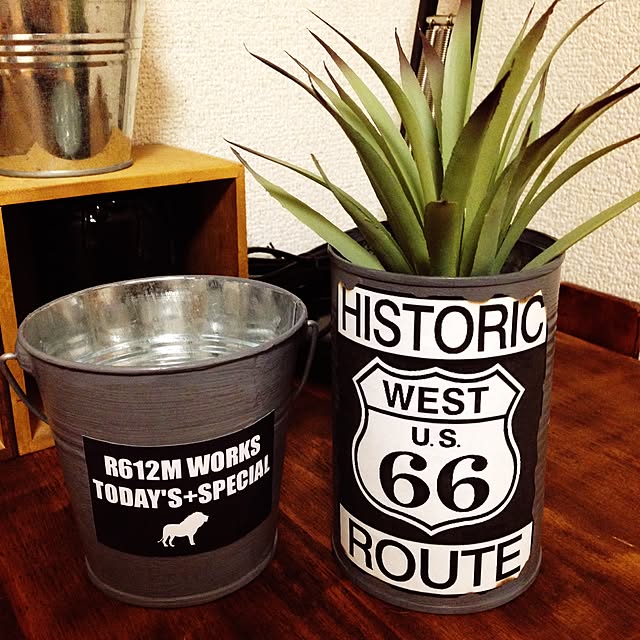 R612M WORKS
TODAY'S+SPECIAL
HISTORIC
WEST
U.S.
66
ROUTE